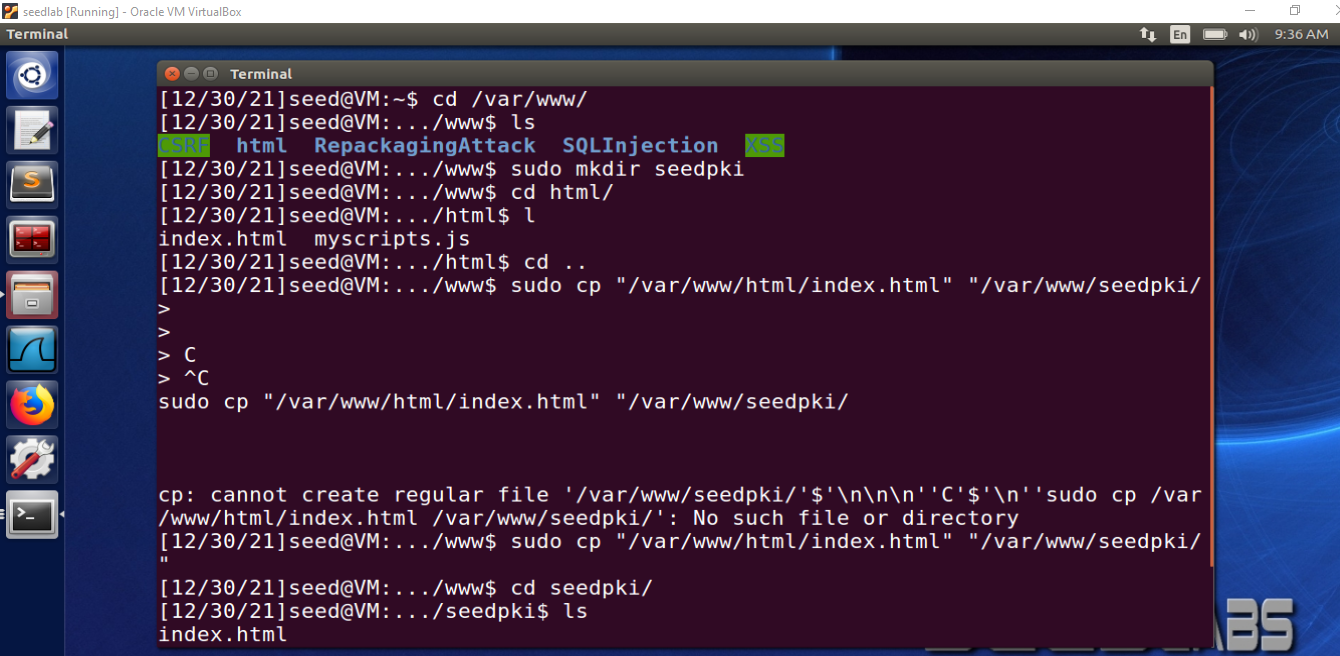 seedlab [Running] - Oracle VM VirtualBox
Terminal En 9:36 AM
Terminal
[12/30/21]seed@VM:~$ cd /var/www/
[12/30/21]seed@VM:.../www$ ls
CSRF html RepackagingAttack SQLInjection XSS
[12/30/21]seed@VM:.../www$ sudo mkdir seedpki
[12/30/21]seed@VM:.../www$ cd html/
[12/30/21]seed@VM:.../html$ l
index.html myscripts.js
[12/30/21]seed@VM:.../html$ cd ..
[12/30/21]seed@VM:.../www$ sudo cp "/var/www/html/index.html" "/var/www/seedpki/
>
>
> C
> ^C
sudo cp "/var/www/html/index.html" "/var/www/seedpki/
cp: cannot create regular file '/var/www/seedpki/'$'\n\n\n''C'$'\n''sudo cp /var
/www/html/index.html /var/www/seedpki/': No such file or directory
[12/30/21]seed@VM:.../www$ sudo cp "/var/www/html/index.html" "/var/www/seedpki/
"
[12/30/21]seed@VM:.../www$ cd seedpki/
[12/30/21]seed@VM:.../seedpki$ ls
index.html